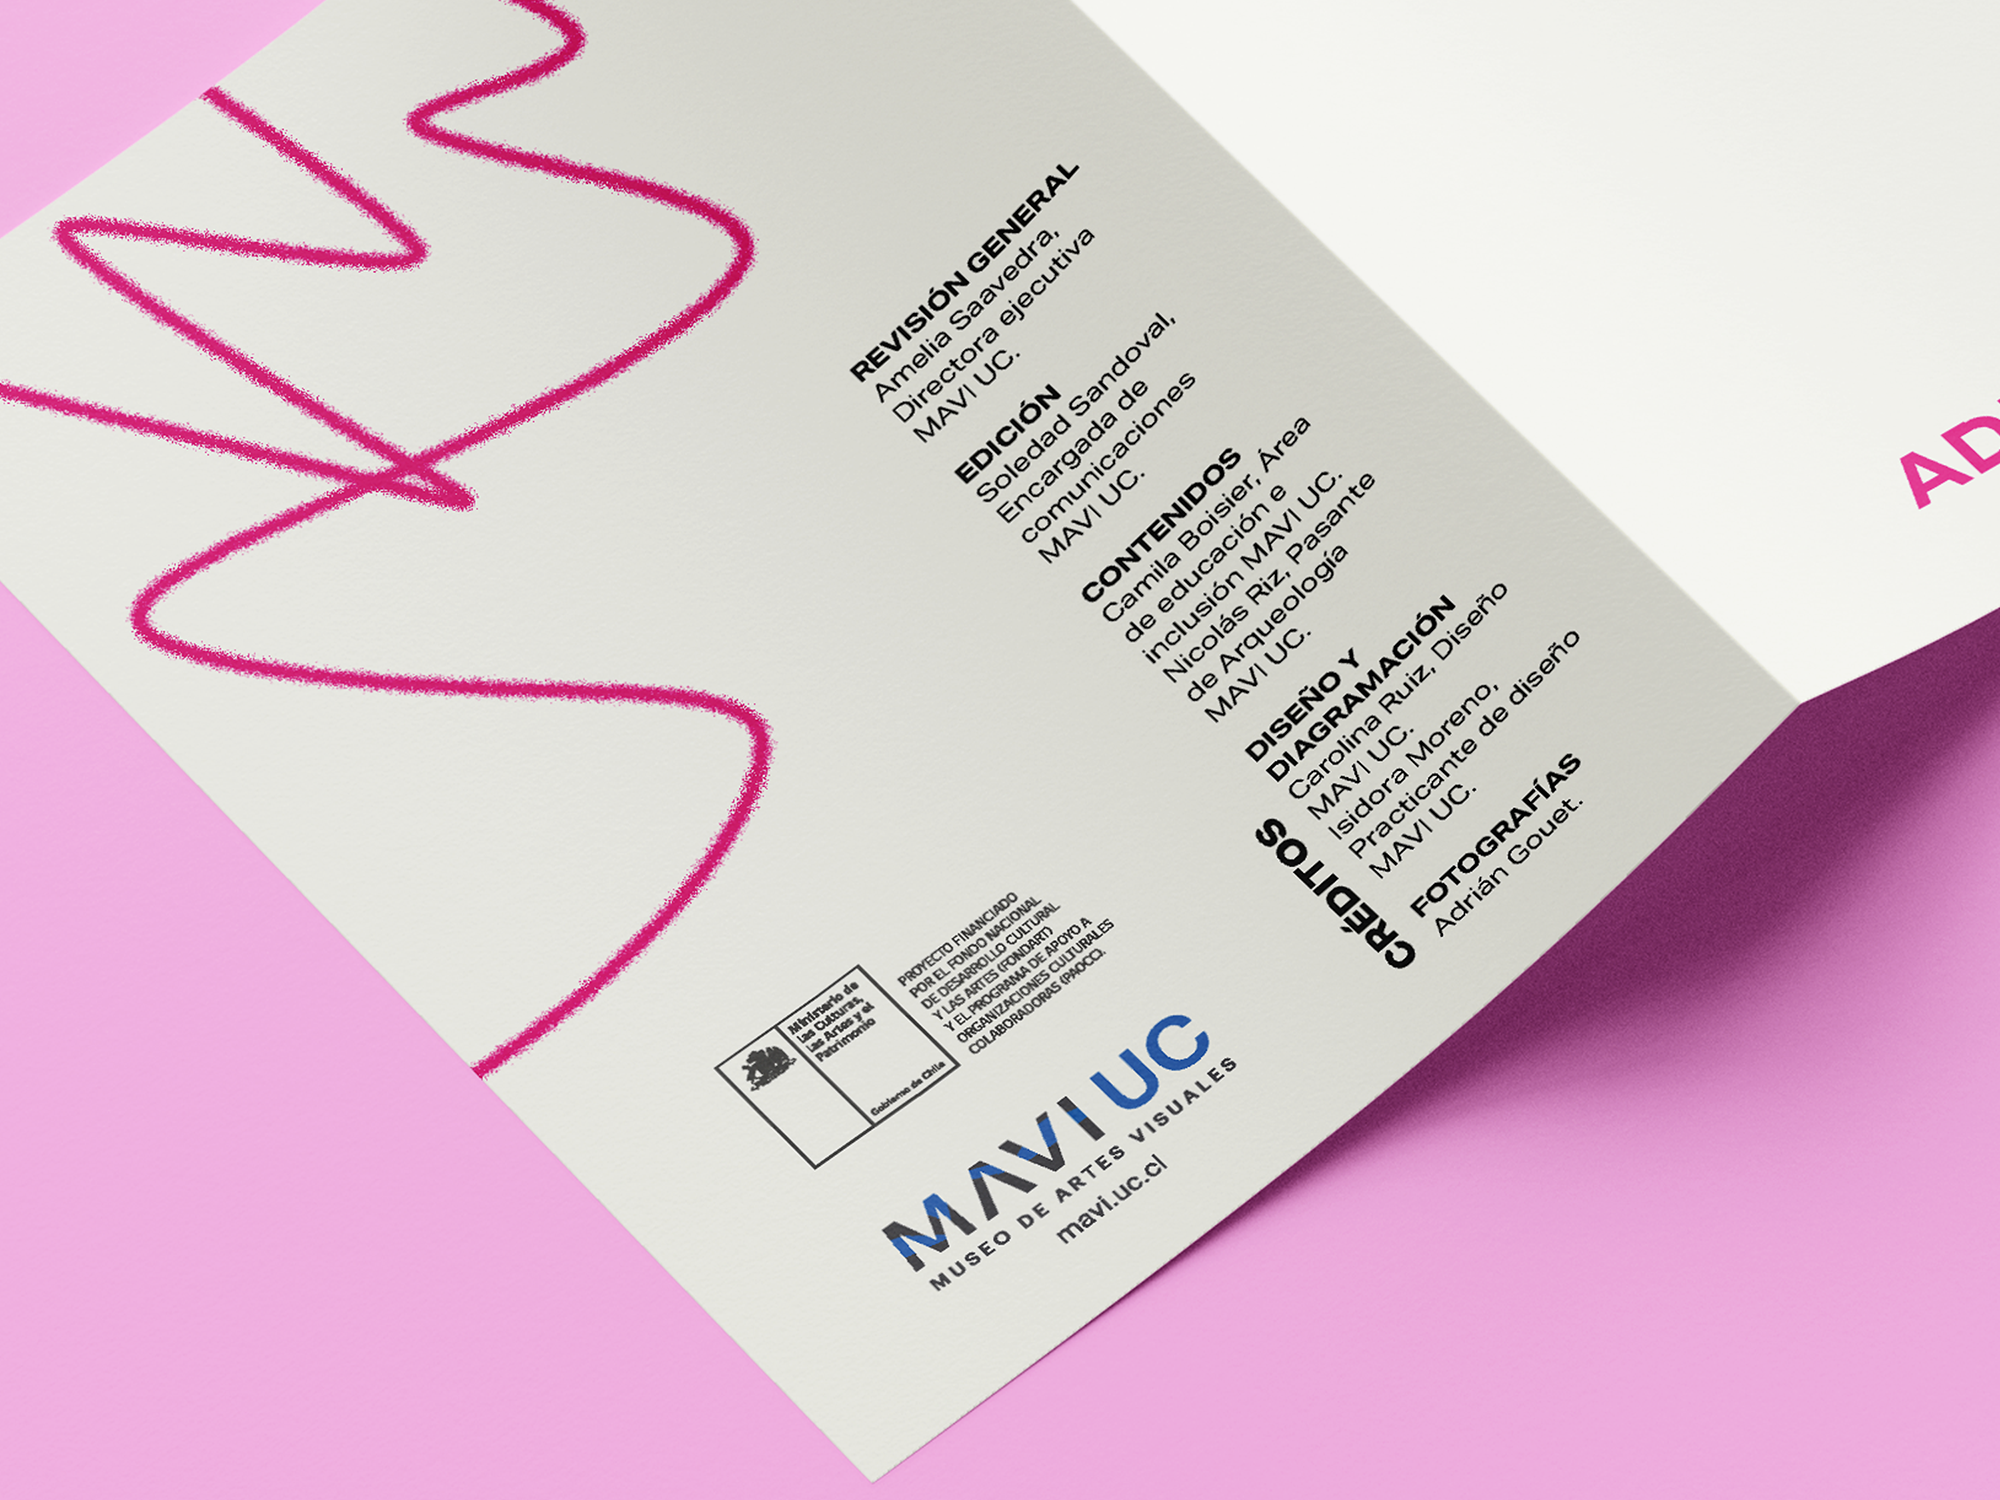 CRÉDITOS
REVISIÓN GENERAL
Amelia Saavedra,
Directora ejecutiva
MAVI UC.
EDICIÓN
Soledad Sandoval,
Encargada de
comunicaciones
MAVI UC.
CONTENIDOS
Camila Boisier, Área
de educación e
inclusión MAVI UC.
Nicolás Riz, Pasante
de Arqueología
MAVI UC.
DISEÑO Y
DIAGRAMACIÓN
Carolina Ruiz, Diseño
MAVI UC.
Isidora Moreno,
Practicante de diseño
MAVI UC.
FOTOGRAFÍAS
Adrián Gouet.
Ministerio de
Las Culturas,
Las Artes y el
Patrimonio
Gobierno de Chile
PROYECTO FINANCIADO
POR EL FONDO NACIONAL
DE DESARROLLO CULTURAL
Y LAS ARTES (FONDART)
Y EL PROGRAMA DE APOYO A
ORGANIZACIONES CULTURALES
COLABORADORAS (PAOCC).
MAVI UC
MUSEO DE ARTES VISUALES
mavi.uc.cl